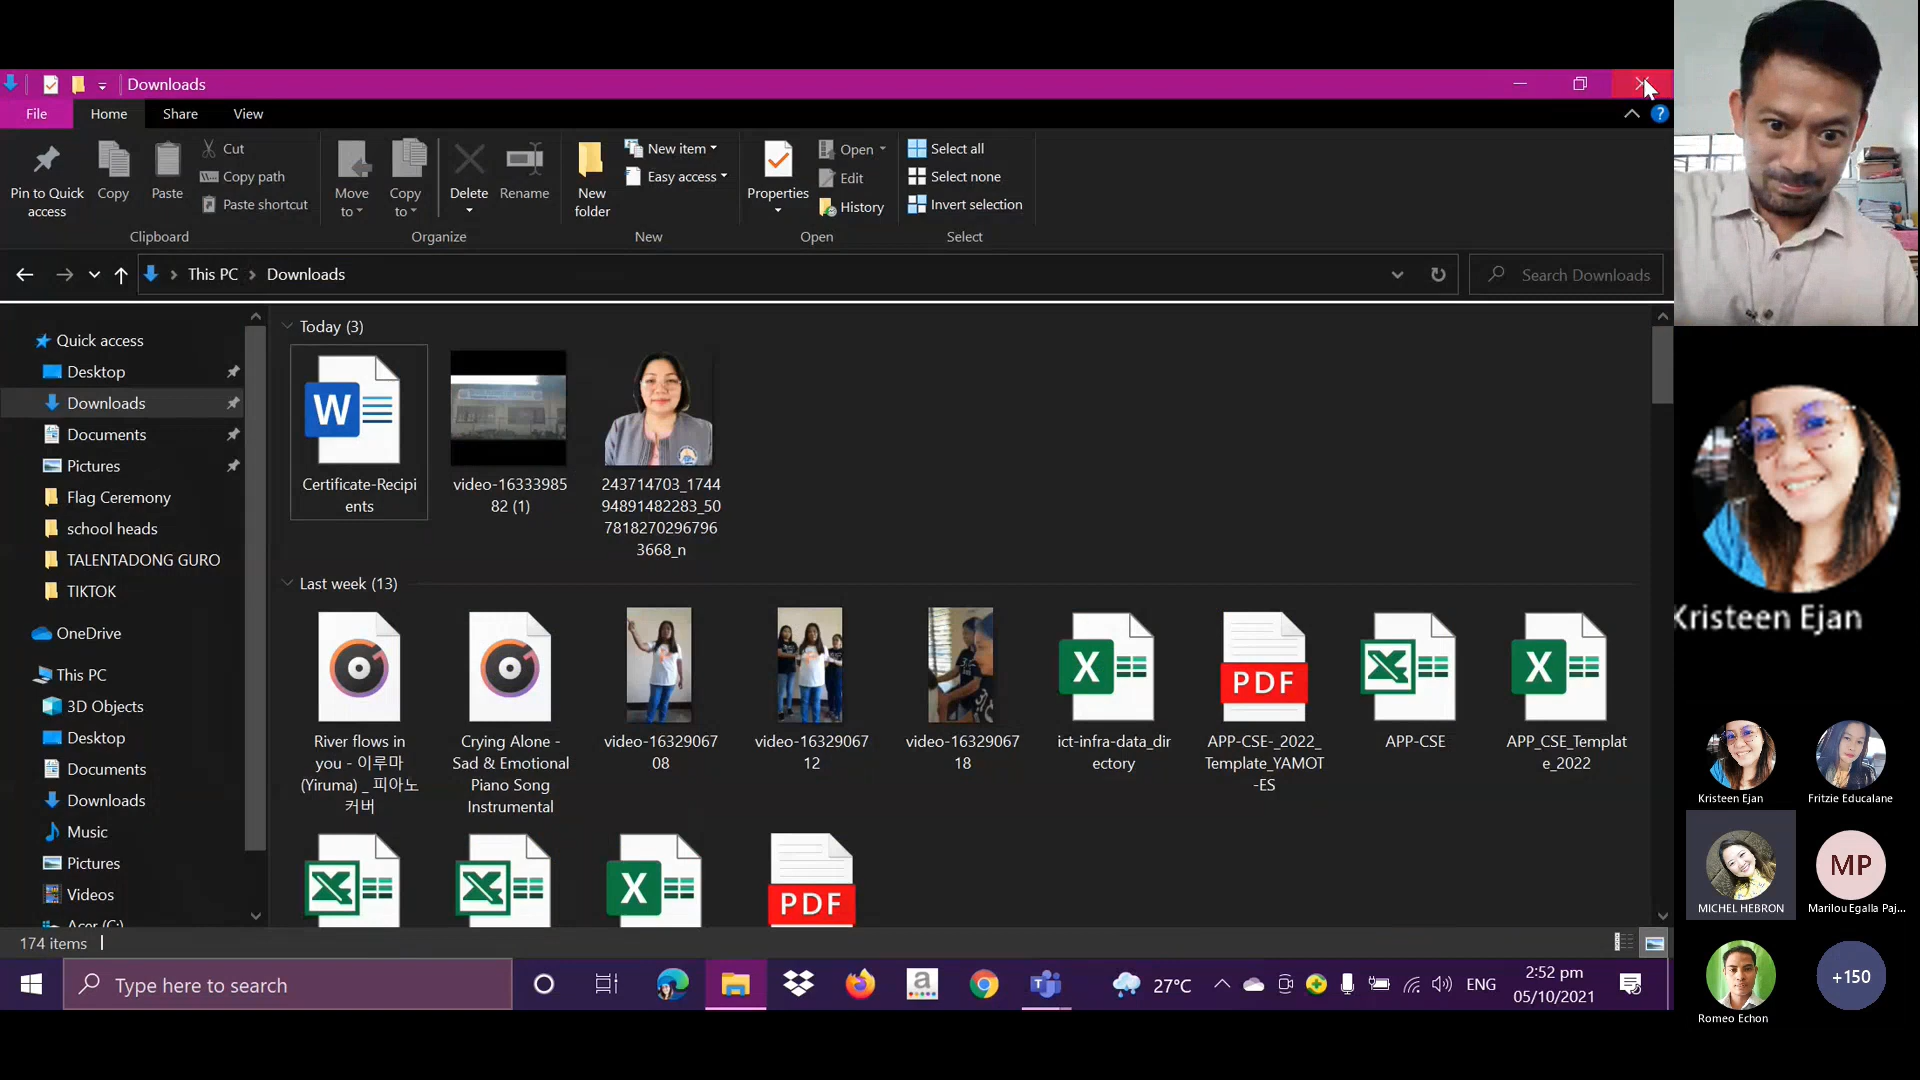 Downloads
File
Home
Share
View
?
Pin to Quick
access
Copy
Paste
Cut
Copy path
Paste shortcut
Clipboard
Move
to
Copy
to
Delete
Rename
Organize
New
folder
New item
Easy access
New
Properties
Open
Edit
History
Open
Select all
Select none
Invert selection
Select
This PC
Downloads
Search Downloads
Quick access
Desktop
Downloads
Documents
Pictures
Flag Ceremony
school heads
TALENTADONG GURO
TIKTOK
OneDrive
This PC
3D Objects
Desktop
Documents
Downloads
Music
Pictures
Videos
Acer (C:)
Today (3)
W
Certificate-Recipi
ents
video-16333985
82 (1)
243714703_1744
94891482283_50
7818270296796
3668_n
Last week (13)
River flows in
you - 이루마
(Yiruma) _ 피아노
커버
Crying Alone -
Sad & Emotional
Piano Song
Instrumental
video-16329067
08
video-16329067
12
video-16329067
18
X
ict-infra-data_dir
ectory
PDF
APP-CSE-_2022_
Template_YAMOT
-ES
X
APP-CSE
X
APP_CSE_Templat
e_2022
X
X
X
PDF
174 items
Type here to search
a
27°C
ENG
2:52 pm
05/10/2021
Kristeen Ejan
Kristeen Ejan
Fritzie Educalane
MICHEL HEBRON
MP
Marilou Egalla Paj...
Romeo Echon
+150